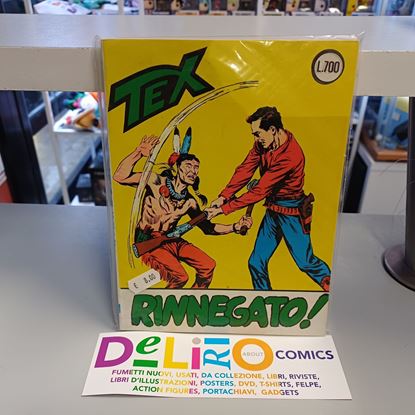 TEX
L.700
€ 8,00
RINNEGATO!
DeLiRiO ABOUT COMICS
FUMETTI NUOVI, USATI, DA COLLEZIONE, LIBRI, RIVISTE,
LIBRI D'ILLUSTRAZIONI, POSTERS, DVD, T-SHIRTS, FELPE,
ACTION FIGURES, PORTACHIAVI, GADGETS